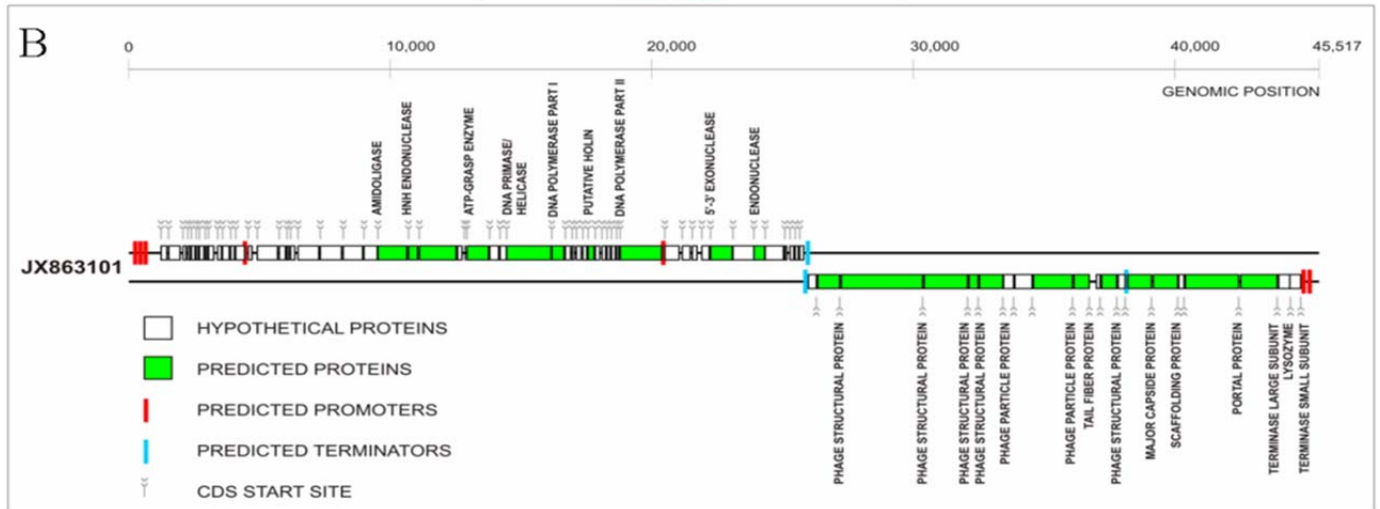 B
0 10,000 20,000 30,000 40,000 45,517
GENOMIC POSITION
AMIDOLIGASE
HNH ENDONUCLEASE
ATP-GRASP ENZYME
DNA PRIMASE/
HELICASE
DNA POLYMERASE PART I
PUTATIVE HOLIN
DNA POLYMERASE PART II
5'-3' EXONUCLEASE
ENDONUCLEASE
JX863101
HYPOTHETICAL PROTEINS
PREDICTED PROTEINS
PREDICTED PROMOTERS
PREDICTED TERMINATORS
CDS START SITE
PHAGE STRUCTURAL PROTEIN
PHAGE STRUCTURAL PROTEIN
PHAGE STRUCTURAL PROTEIN
PHAGE STRUCTURAL PROTEIN
PHAGE PARTICLE PROTEIN
PHAGE PARTICLE PROTEIN
TAIL FIBER PROTEIN
PHAGE STRUCTURAL PROTEIN
MAJOR CAPSIDE PROTEIN
SCAFFOLDING PROTEIN
PORTAL PROTEIN
TERMINASE LARGE SUBUNIT
LYSOZYME
TERMINASE SMALL SUBUNIT